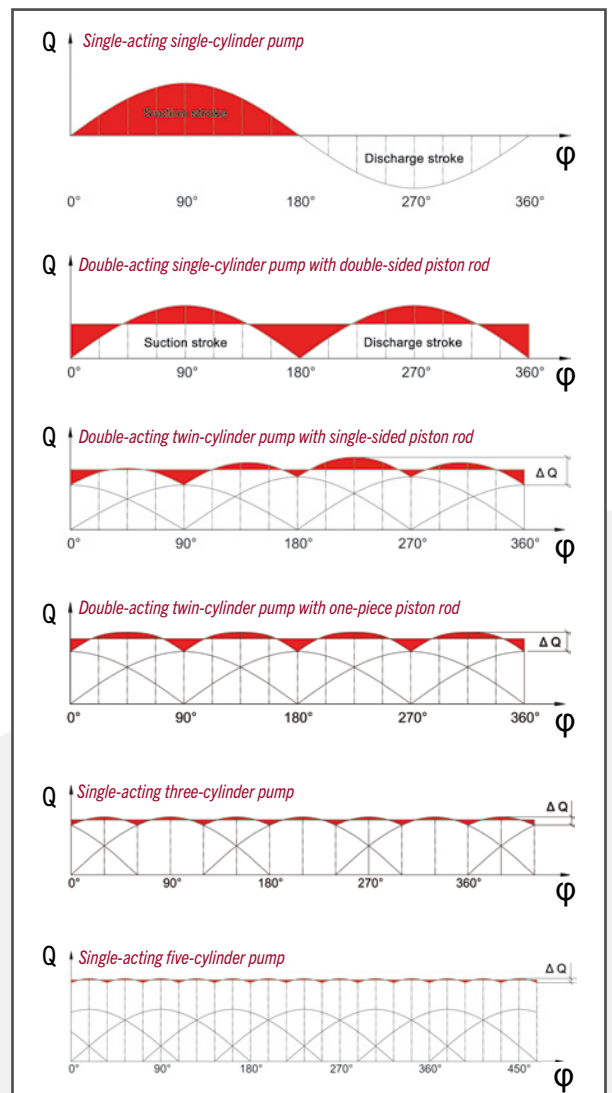 Q Single-acting single-cylinder pump
Suction stroke
Discharge stroke
φ
0° 90° 180° 270° 360°
Q Double-acting single-cylinder pump with double-sided piston rod
Suction stroke Discharge stroke
0° 90° 180° 270° 360° φ
Q Double-acting twin-cylinder pump with single-sided piston rod
Δ Q
0° 90° 180° 270° 360° φ
Q Double-acting twin-cylinder pump with one-piece piston rod
Δ Q
0° 90° 180° 270° 360° φ
Q Single-acting three-cylinder pump
Δ Q
0° 90° 180° 270° 360° φ
Q Single-acting five-cylinder pump
Δ Q
0° 90° 180° 270° 360° 450°
φ